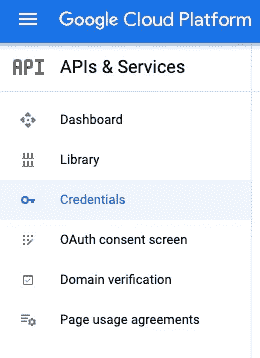 Google Cloud Platform
API APIs & Services
Dashboard
Library
Credentials
OAuth consent screen
Domain verification
Page usage agreements